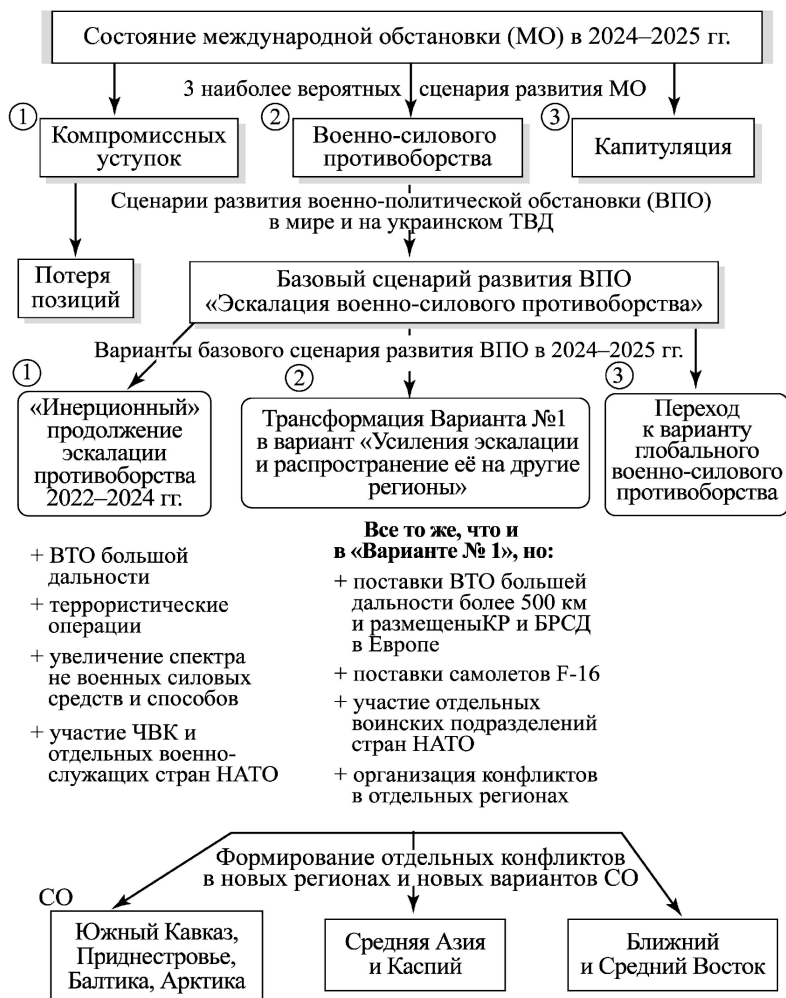 Состояние международной обстановки (МО) в 2024–2025 гг.
3 наиболее вероятных сценария развития МО
1
Компромиссных
уступок
2
Военно-силового
противоборства
3
Капитуляция
Сценарии развития военно-политической обстановки (ВПО)
в мире и на украинском ТВД
Потеря
позиций
Базовый сценарий развития ВПО
«Эскалация военно-силового противоборства»
Варианты базового сценария развития ВПО в 2024–2025 гг.
1
«Инерционный»
продолжение
эскалации
противоборства
2022–2024 гг.
2
Трансформация Варианта №1
в вариант «Усиления эскалации
и распространение её на другие
регионы»
3
Переход
к варианту
глобального
военно-силового
противоборства
+ ВТО большой
дальности
+ террористические
операции
+ увеличение спектра
не военных силовых
средств и способов
+ участие ЧВК и
отдельных военно-
служащих стран НАТО
Все то же, что и
в «Варианте № 1», но:
+ поставки ВТО большей
дальности более 500 км
и размещеныКР и БРСД
в Европе
+ поставки самолетов F-16
+ участие отдельных
воинских подразделений
стран НАТО
+ организация конфликтов
в отдельных регионах
Формирование отдельных конфликтов
в новых регионах и новых вариантов СО
СО
Южный Кавказ,
Приднестровье,
Балтика, Арктика
Средняя Азия
и Каспий
Ближний
и Средний Восток